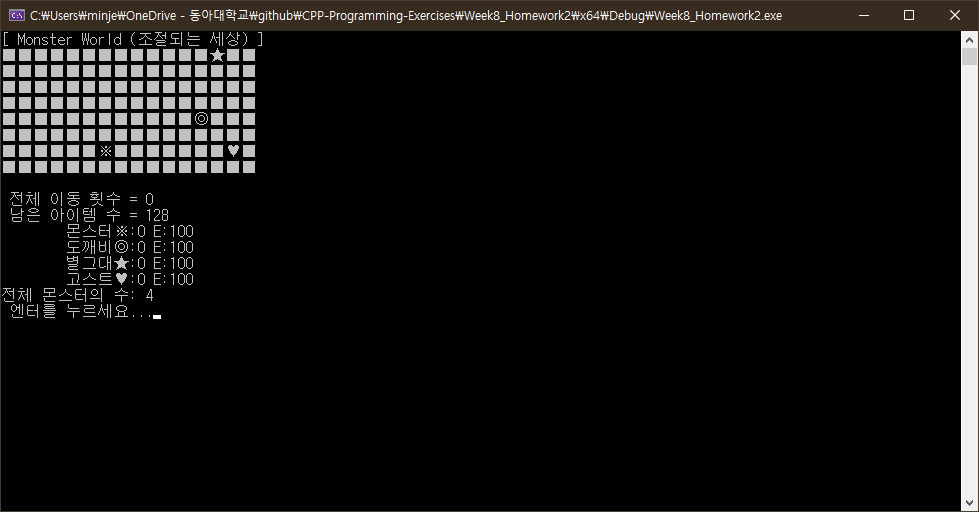 C:₩Users₩minje₩OneDrive - 동아대학교₩github₩CPP-Programming-Exercises₩Week8_Homework2₩x64₩Debug₩Week8_Homework2.exe
[ Monster World (조절되는 세상) ]
■■■■■■■■■■■■■★■■
■■■■■■■■■■■■■■■■
■■■■■■■■■■■■■■■■
■■■■■■■■■■■■■■■■
■■■■■■■■■■■■◎■■■
■■■■■■■■■■■■■■■■
■■■■■■※■■■■■■■♥■
■■■■■■■■■■■■■■■■
전체 이동 횟수 = 0
남은 아이템 수 = 128
몬스터※:0 E:100
도깨비◎:0 E:100
별그대★:0 E:100
고스트♥:0 E:100
전체 몬스터의 수: 4
엔터를 누르세요...